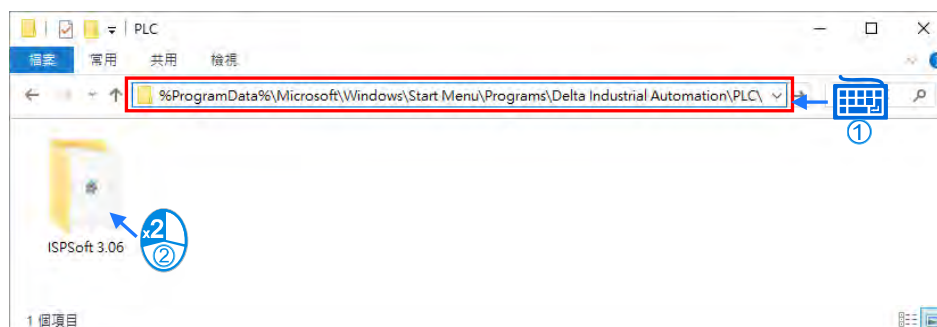 PLC
檔案 常用 共用 檢視
%ProgramData%\Microsoft\Windows\Start Menu\Programs\Delta Industrial Automation\PLC\
①
x2
②
ISPSoft 3.06
1 個項目